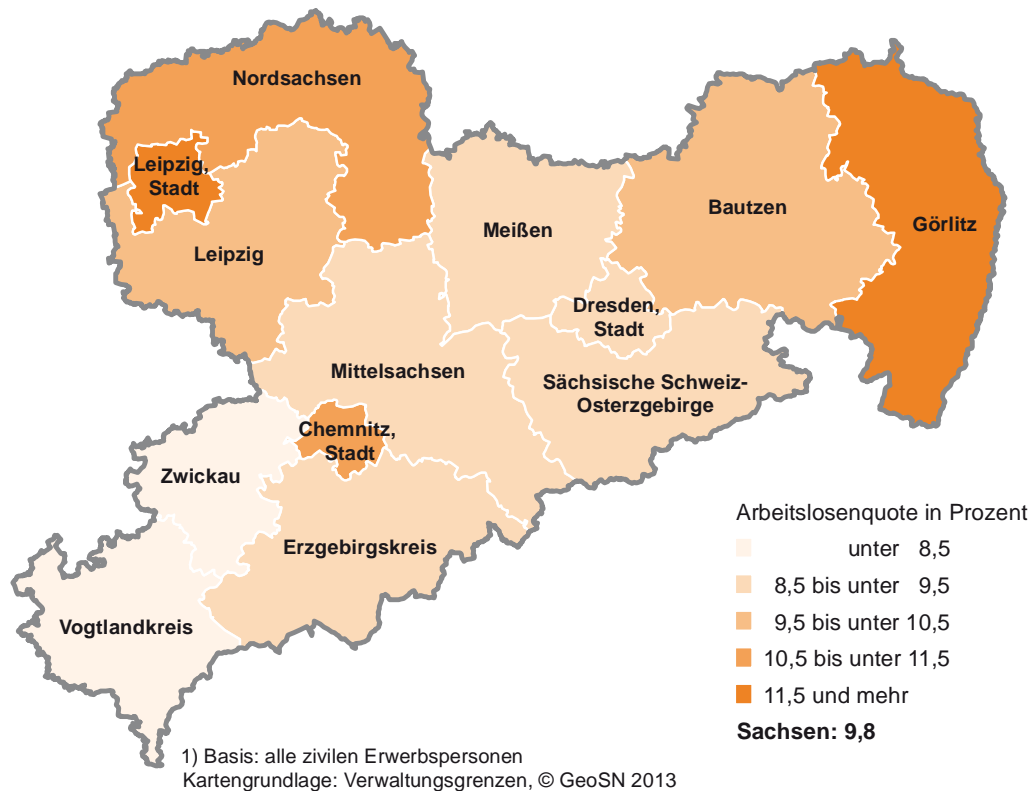 Nordsachsen
Leipzig,
Stadt
Leipzig
Meißen
Bautzen
Görlitz
Dresden,
Stadt
Mittelsachsen
Sächsische Schweiz-
Osterzgebirge
Chemnitz,
Stadt
Zwickau
Erzgebirgskreis
Vogtlandkreis
Arbeitslosenquote in Prozent
unter 8,5
8,5 bis unter 9,5
9,5 bis unter 10,5
10,5 bis unter 11,5
11,5 und mehr
Sachsen: 9,8
1) Basis: alle zivilen Erwerbspersonen
Kartengrundlage: Verwaltungsgrenzen, © GeoSN 2013